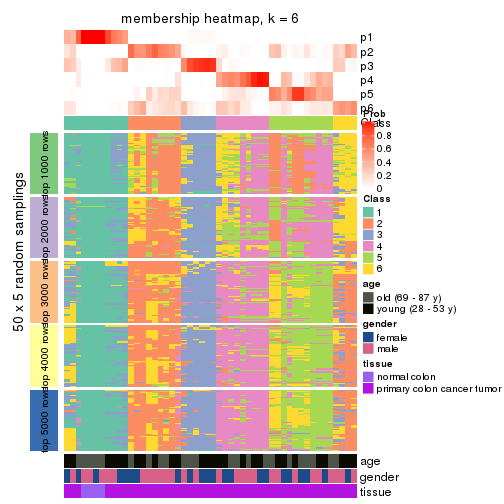 membership heatmap, k = 6
p1
p2
p3
p4
p5
p6
Class
50 x 5 random samplings
top 1000 rows
top 2000 rows
top 3000 rows
top 4000 rows
top 5000 rows
age
gender
tissue
Prob
1
0.8
0.6
0.4
0.2
0
Class
1
2
3
4
5
6
age
old (69 - 87 y)
young (28 - 53 y)
gender
female
male
tissue
normal colon
primary colon cancer tumor